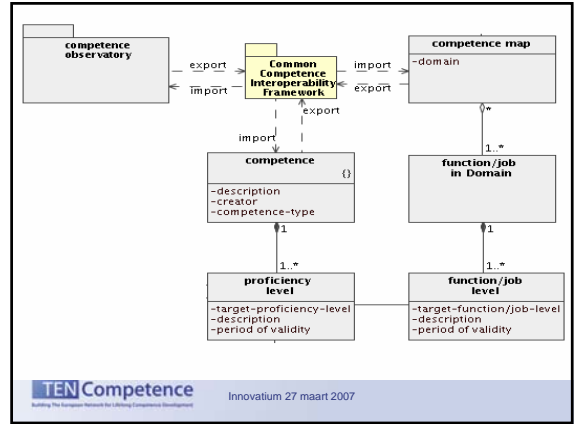 competence
observatory
export
import
Common
Competence
Interoperability
Framework
import
export
competence map
-domain
import
export
*
1..*
competence
{}
-description
-creator
-competence-type
function/job
in Domain
1
1..*
1
1..*
proficiency
level
-target-proficiency-level
-description
-period of validity
function/job
level
-target-function/job-level
-description
-period of validity
TENCompetence
Building The European Network for Lifelong Competence Development
Innovatium 27 maart 2007